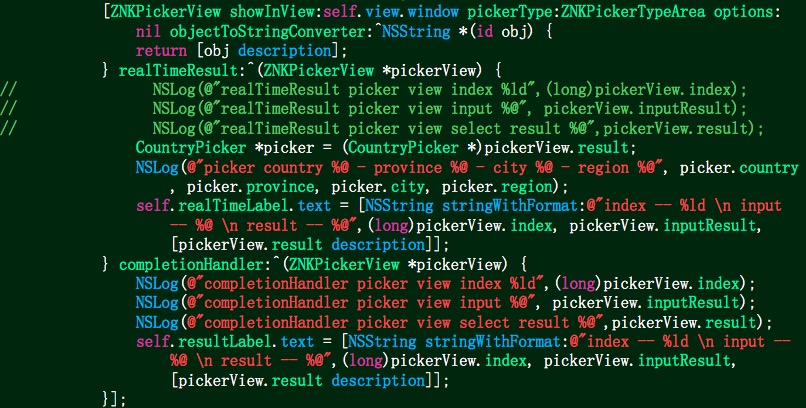 [ZNKPickerView showInView:self.view.window pickerType:ZNKPickerTypeArea options:
nil objectToStringConverter:^NSString *(id obj) {
return [obj description];
} realTimeResult:^(ZNKPickerView *pickerView) {
// NSLog(@"realTimeResult picker view index %ld",(long)pickerView.index);
// NSLog(@"realTimeResult picker view input %@", pickerView.inputResult);
// NSLog(@"realTimeResult picker view select result %@",pickerView.result);
CountryPicker *picker = (CountryPicker *)pickerView.result;
NSLog(@"picker country %@ - province %@ - city %@ - region %@", picker.country
, picker.province, picker.city, picker.region);
self.realTimeLabel.text = [NSString stringWithFormat:@"index -- %ld \n input
-- %@ \n result -- %@",(long)pickerView.index, pickerView.inputResult,
[pickerView.result description]];
} completionHandler:^(ZNKPickerView *pickerView) {
NSLog(@"completionHandler picker view index %ld",(long)pickerView.index);
NSLog(@"completionHandler picker view input %@", pickerView.inputResult);
NSLog(@"completionHandler picker view select result %@",pickerView.result);
self.resultLabel.text = [NSString stringWithFormat:@"index -- %ld \n input --
%@ \n result -- %@",(long)pickerView.index, pickerView.inputResult,
[pickerView.result description]];
}];